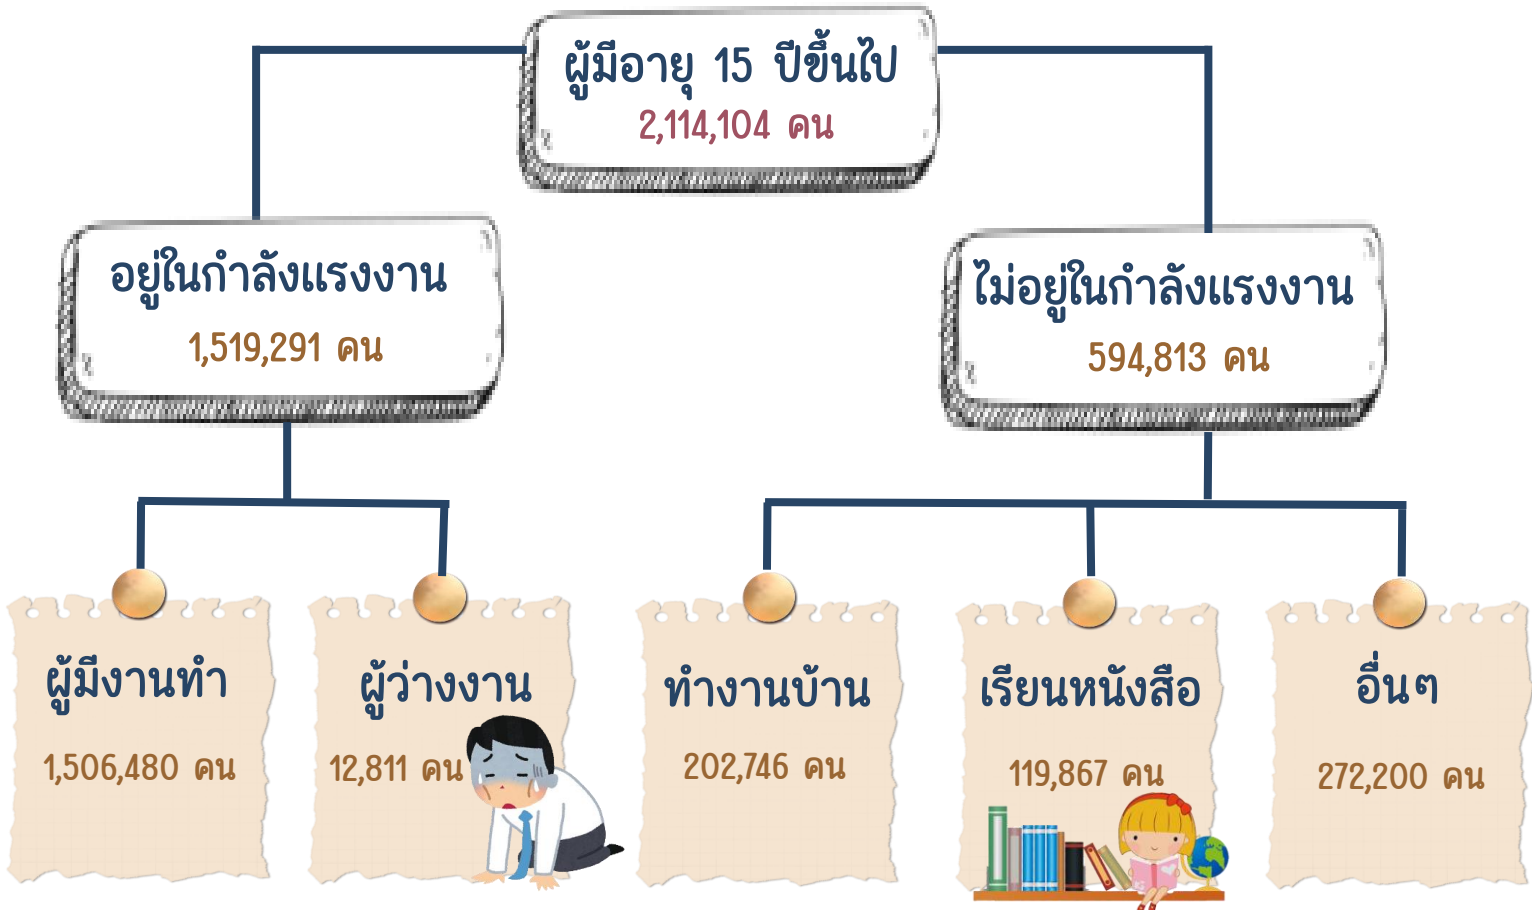 ผู้มีอายุ 15 ปีขึ้นไป
2,114,104 คน
อยู่ในกำลังแรงงาน
1,519,291 คน
ไม่อยู่ในกำลังแรงงาน
594,813 คน
ผู้มีงานทำ
1,506,480 คน
ผู้ว่างงาน
12,811 คน
ทำงานบ้าน
202,746 คน
เรียนหนังสือ
119,867 คน
อื่นๆ
272,200 คน